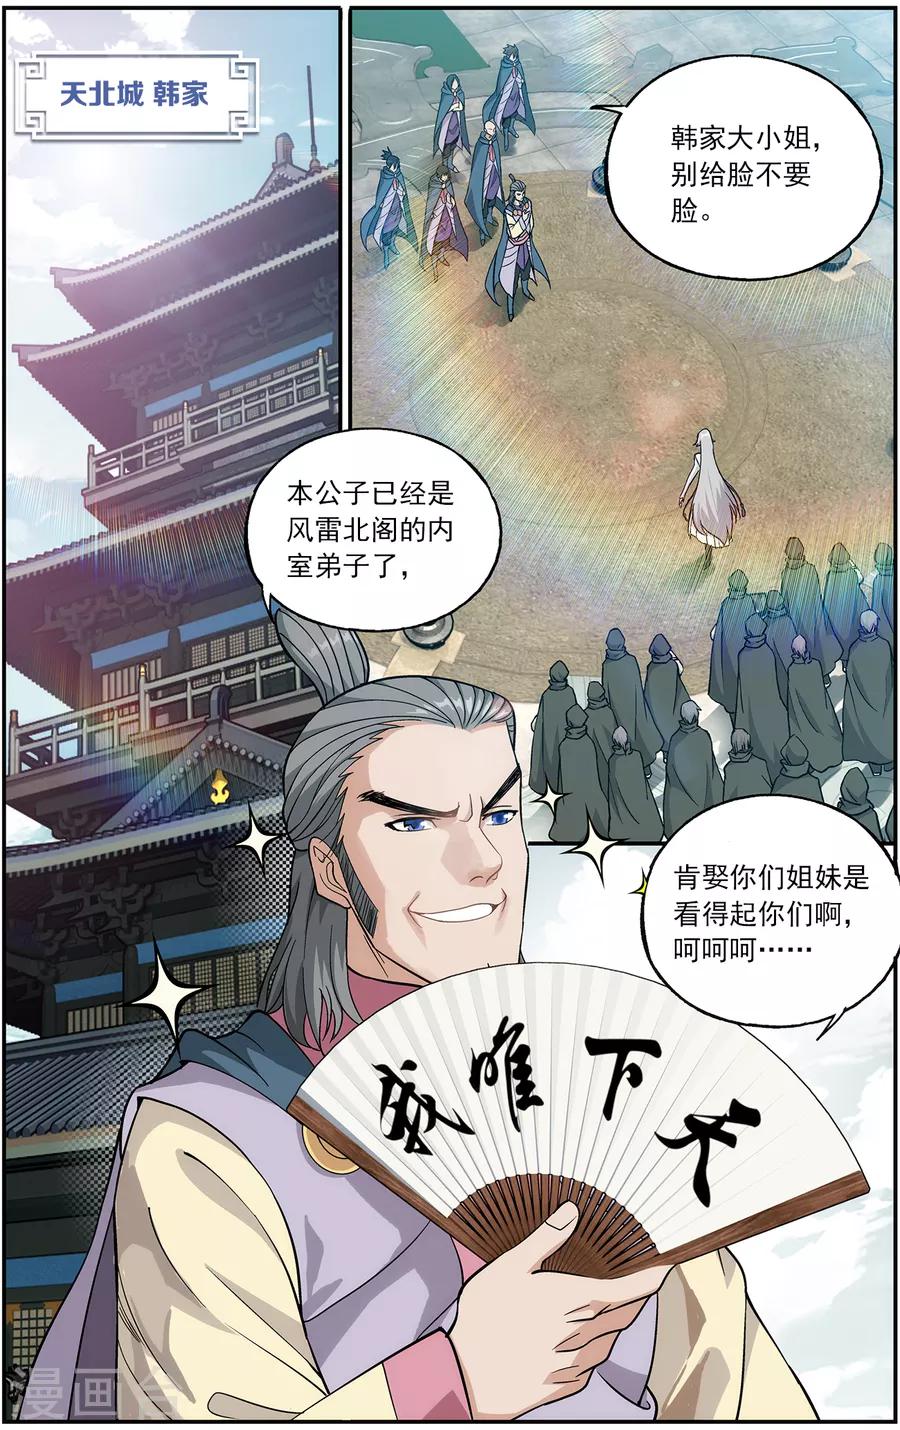 天北城 韩家
韩家大小姐，
别给脸不要
脸。
本公子已经是
风雷北阁的内
室弟子了，
肯娶你们姐妹是
看得起你们啊，
呵呵呵……
天下唯我
漫画台